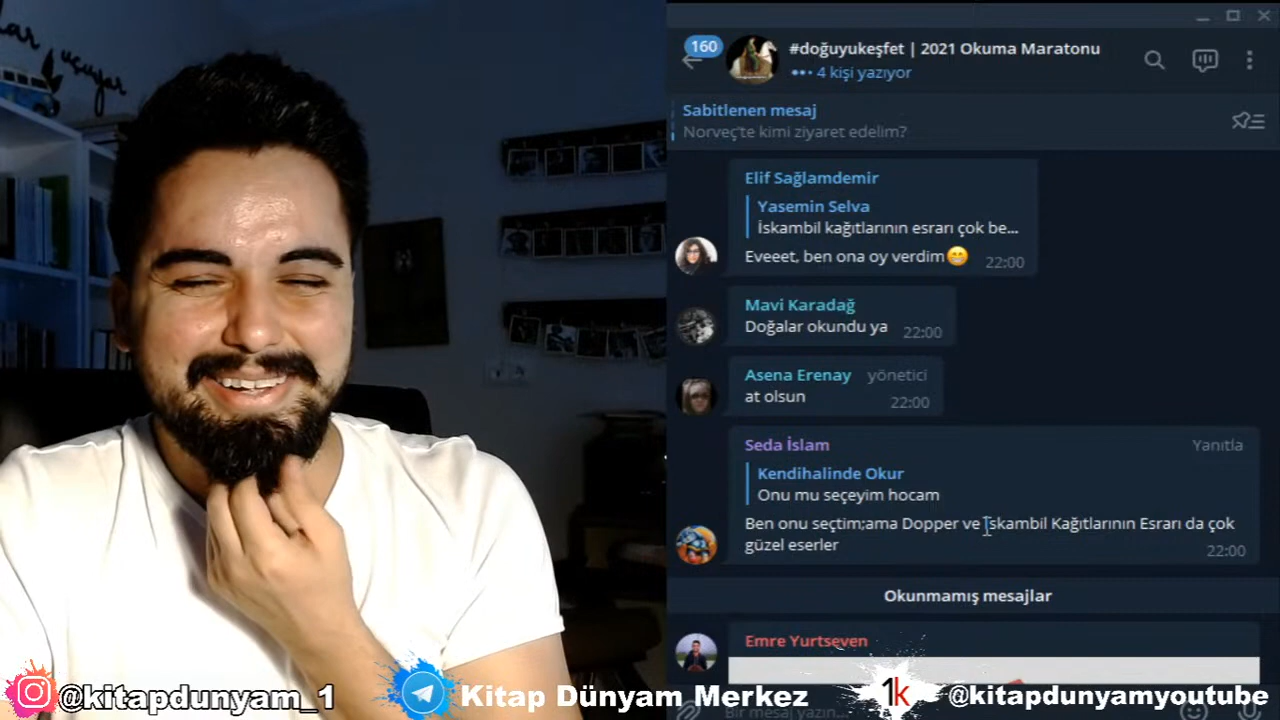 uçuyor
160
#doğuyukeşfet | 2021 Okuma Maratonu
4 kişi yazıyor
Sabitlenen mesaj
Norveç'te kimi ziyaret edelim?
Elif Sağlamdemir
Yasemin Selva
İskambil kağıtlarının esrarı çok be...
Eveeet, ben ona oy verdim😁 22:00
Mavi Karadağ
Doğalar okundu ya 22:00
Asena Erenay yönetici
at olsun 22:00
Seda İslam Yanıtla
Kendihalinde Okur
Onu mu seçeyim hocam
Ben onu seçtim;ama Dopper ve İskambil Kağıtlarının Esrarı da çok
güzel eserler 22:00
Okunmamış mesajlar
Emre Yurtseven
Bir mesaj yazın...
@kitapdunyam_1 Kitap Dünyam Merkez 1k @kitapdunyamyoutube